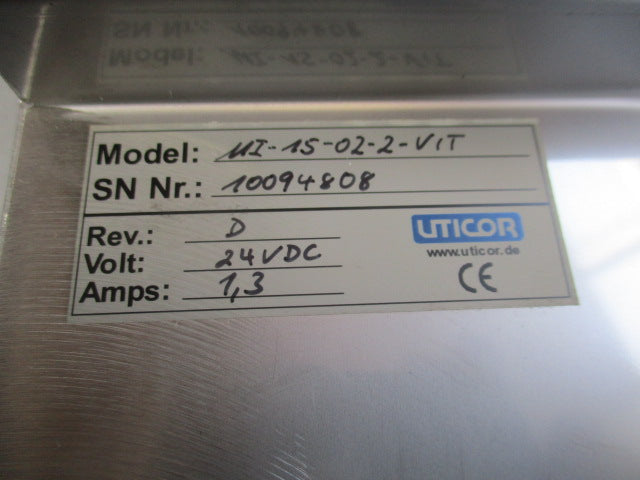 Model: MI-15-02-2-ViT
SN Nr.: 10094808
Rev.: D
Volt: 24VDC
Amps: 1,3
UTICOR
www.uticor.de
CE